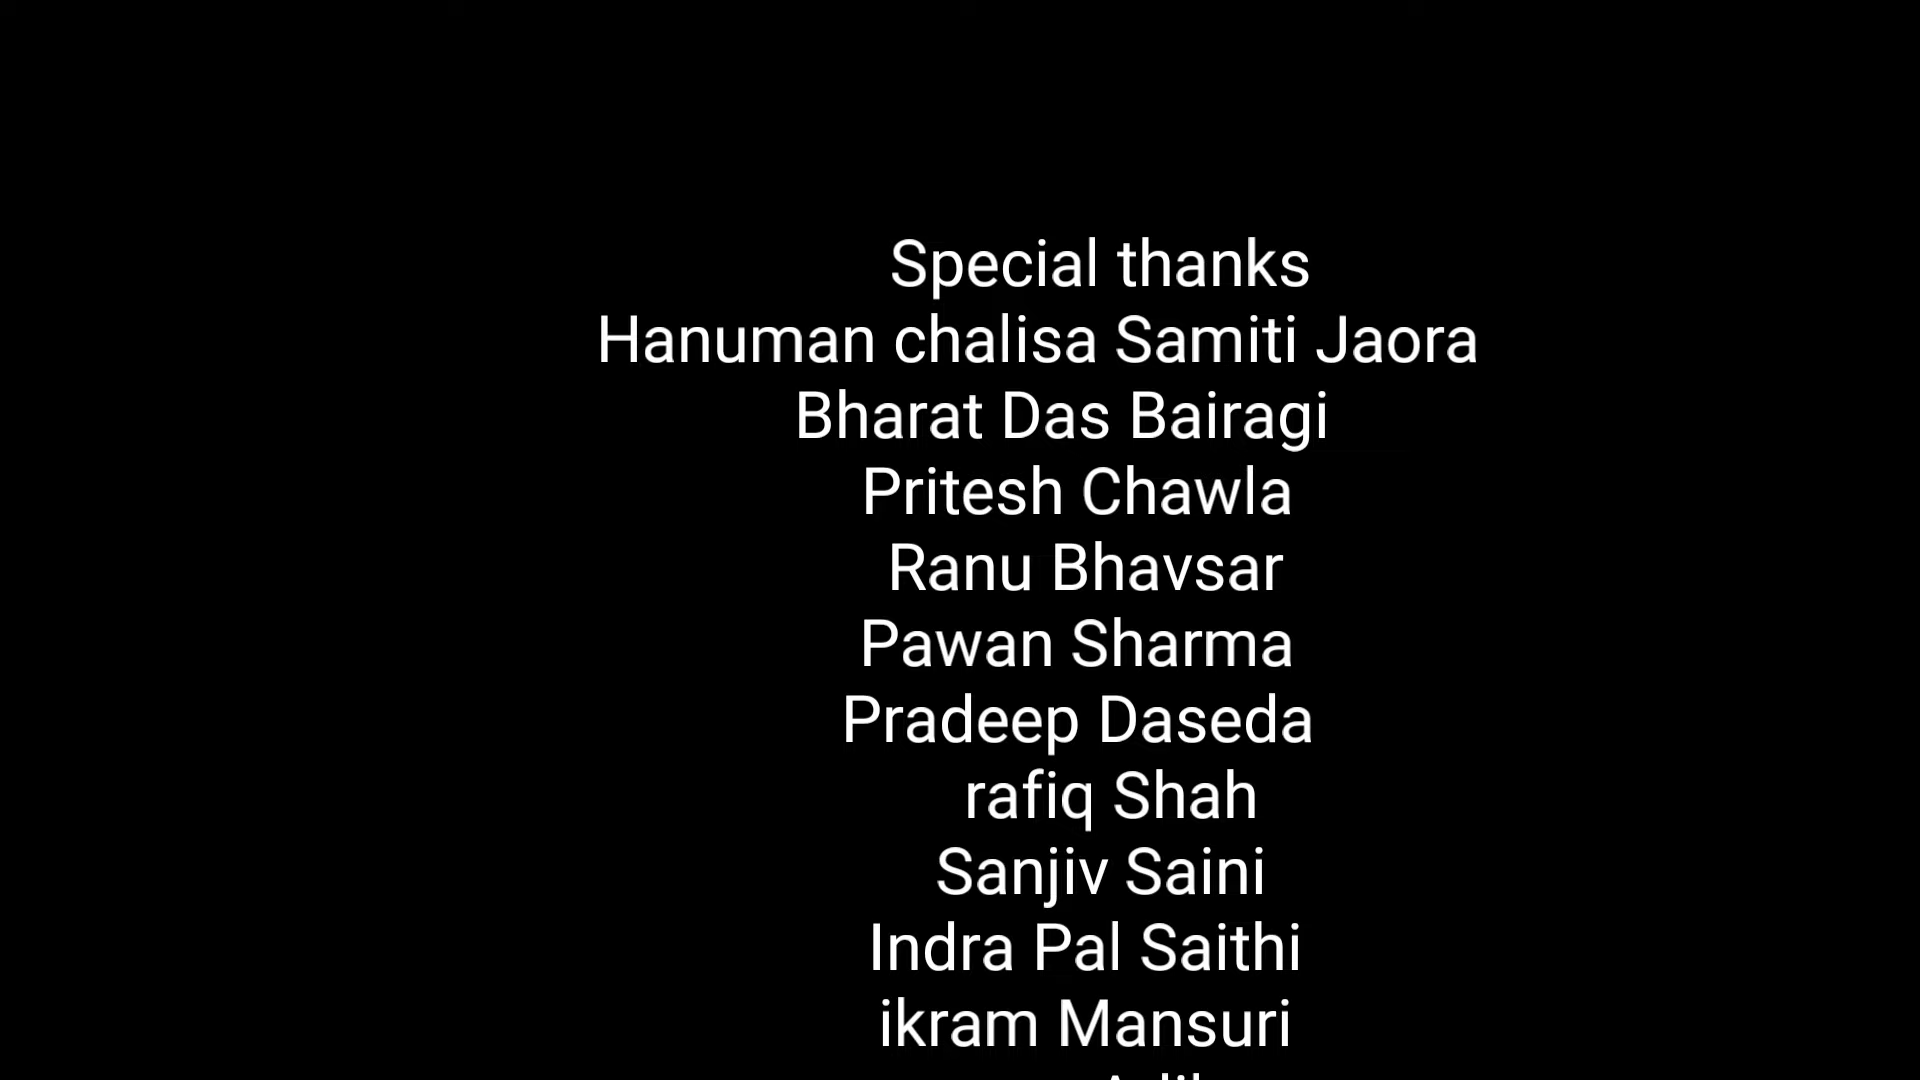 Special thanks
Hanuman chalisa Samiti Jaora
Bharat Das Bairagi
Pritesh Chawla
Ranu Bhavsar
Pawan Sharma
Pradeep Daseda
rafiq Shah
Sanjiv Saini
Indra Pal Saithi
ikram Mansuri